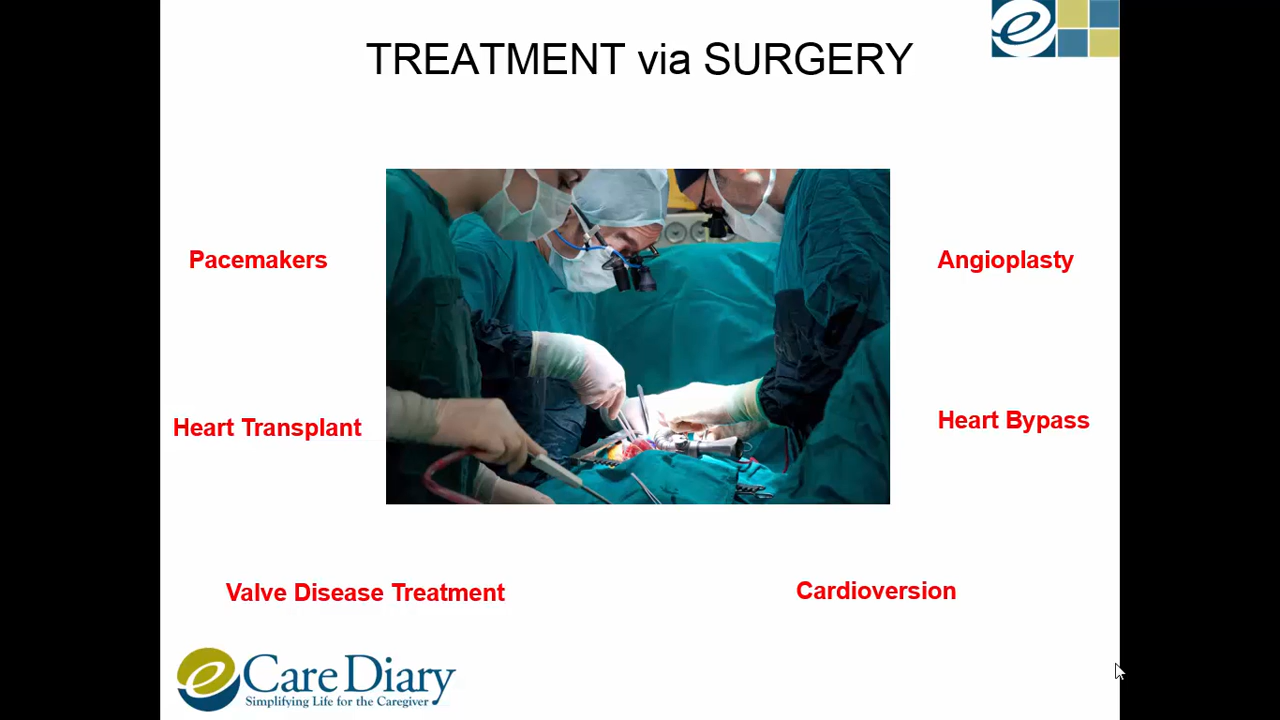 TREATMENT via SURGERY
Pacemakers
Angioplasty
Heart Transplant
Heart Bypass
Valve Disease Treatment
Cardioversion
e Care Diary
Simplifying Life for the Caregiver